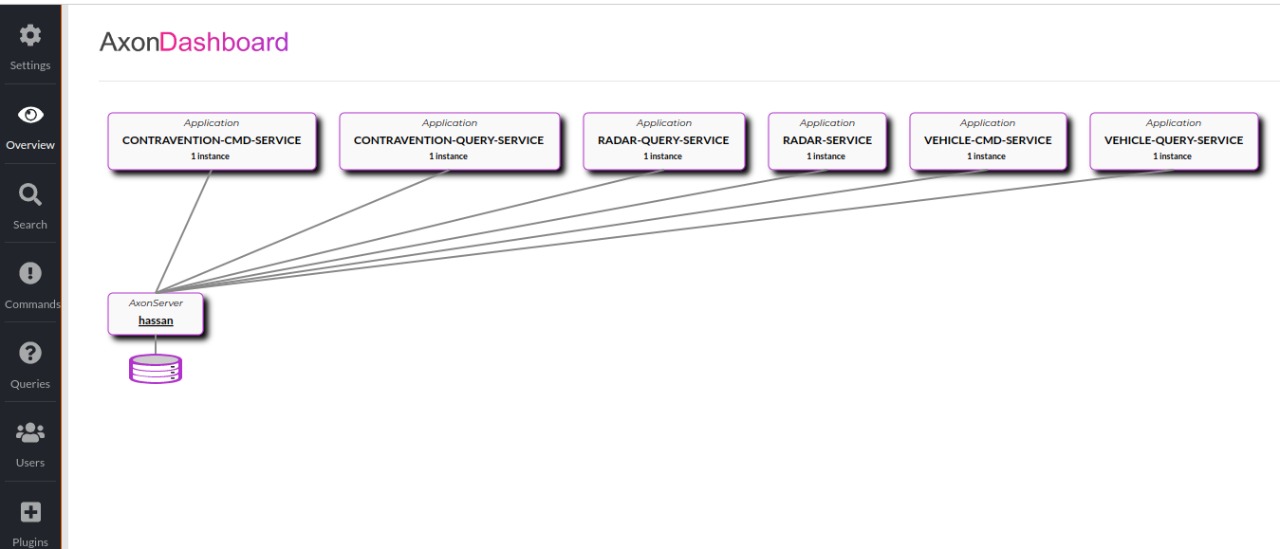 AxonDashboard
Settings
Overview
Search
Commands
Queries
Users
Plugins
Application
CONTRAVENTION-CMD-SERVICE
1 instance
Application
CONTRAVENTION-QUERY-SERVICE
1 instance
Application
RADAR-QUERY-SERVICE
1 instance
Application
RADAR-SERVICE
1 instance
Application
VEHICLE-CMD-SERVICE
1 instance
Application
VEHICLE-QUERY-SERVICE
1 instance
AxonServer
hassan